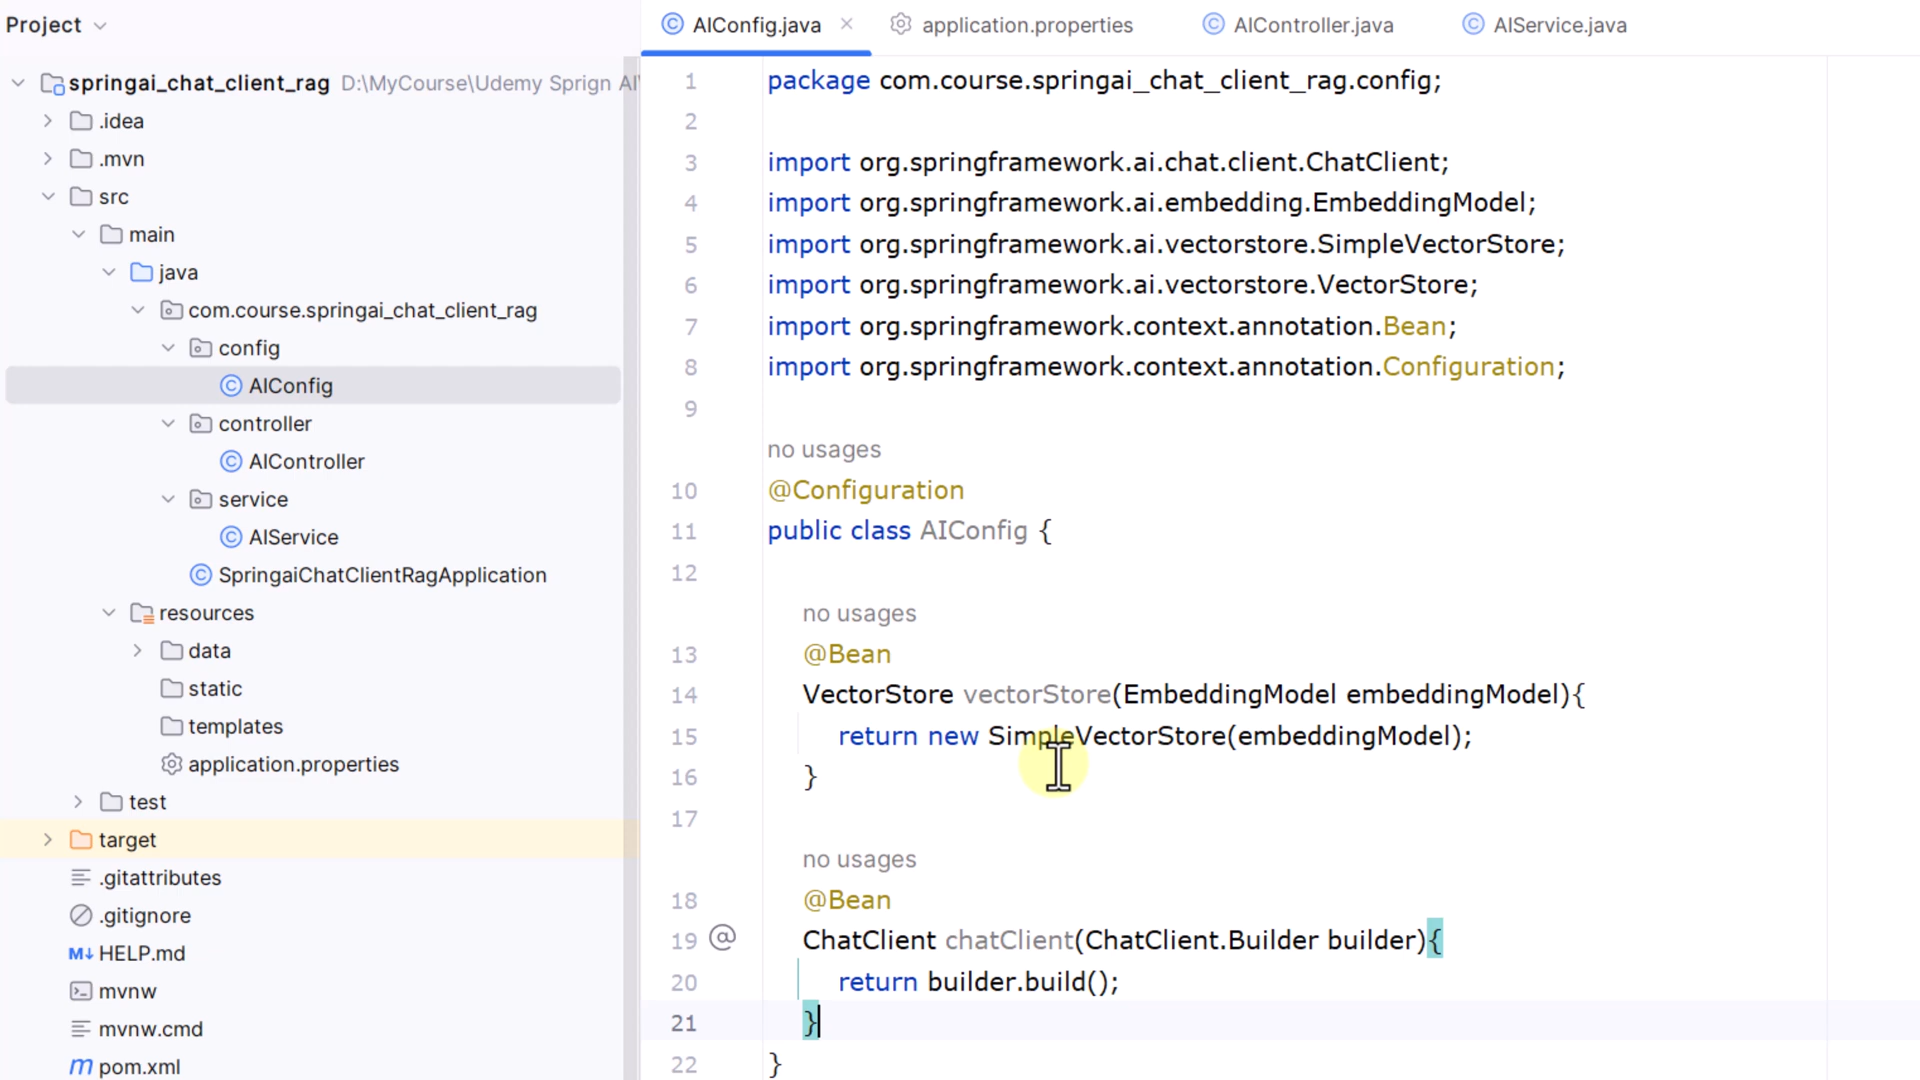 Project
springai_chat_client_rag D:\MyCourse\Udemy Sprign AI
.idea
.mvn
src
main
java
com.course.springai_chat_client_rag
config
AIConfig
controller
AIController
service
AIService
SpringaiChatClientRagApplication
resources
data
static
templates
application.properties
test
target
.gitattributes
.gitignore
HELP.md
mvnw
mvnw.cmd
pom.xml
AIConfig.java application.properties AIController.java AIService.java
1 package com.course.springai_chat_client_rag.config;
2
3 import org.springframework.ai.chat.client.ChatClient;
4 import org.springframework.ai.embedding.EmbeddingModel;
5 import org.springframework.ai.vectorstore.SimpleVectorStore;
6 import org.springframework.ai.vectorstore.VectorStore;
7 import org.springframework.context.annotation.Bean;
8 import org.springframework.context.annotation.Configuration;
9
no usages
10 @Configuration
11 public class AIConfig {
12
no usages
13 @Bean
14 VectorStore vectorStore(EmbeddingModel embeddingModel){
15 return new SimpleVectorStore(embeddingModel);
16 }
17
no usages
18 @Bean
19 ChatClient chatClient(ChatClient.Builder builder){
20 return builder.build();
21 }
22 }